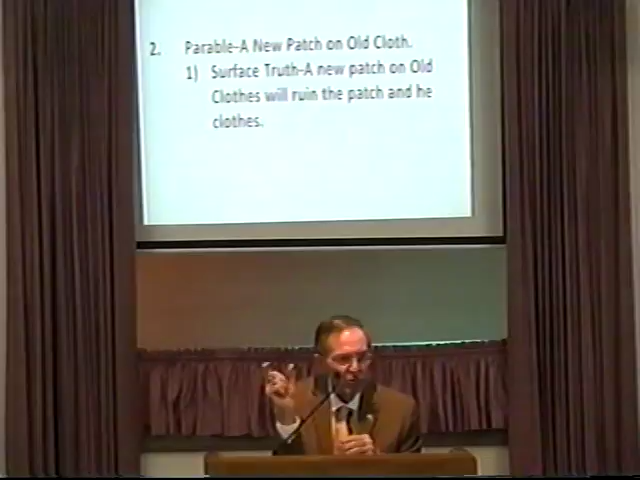 2. Parable-A New Patch on Old Cloth.
1) Surface Truth-A new patch on Old
Clothes will ruin the patch and he
clothes.